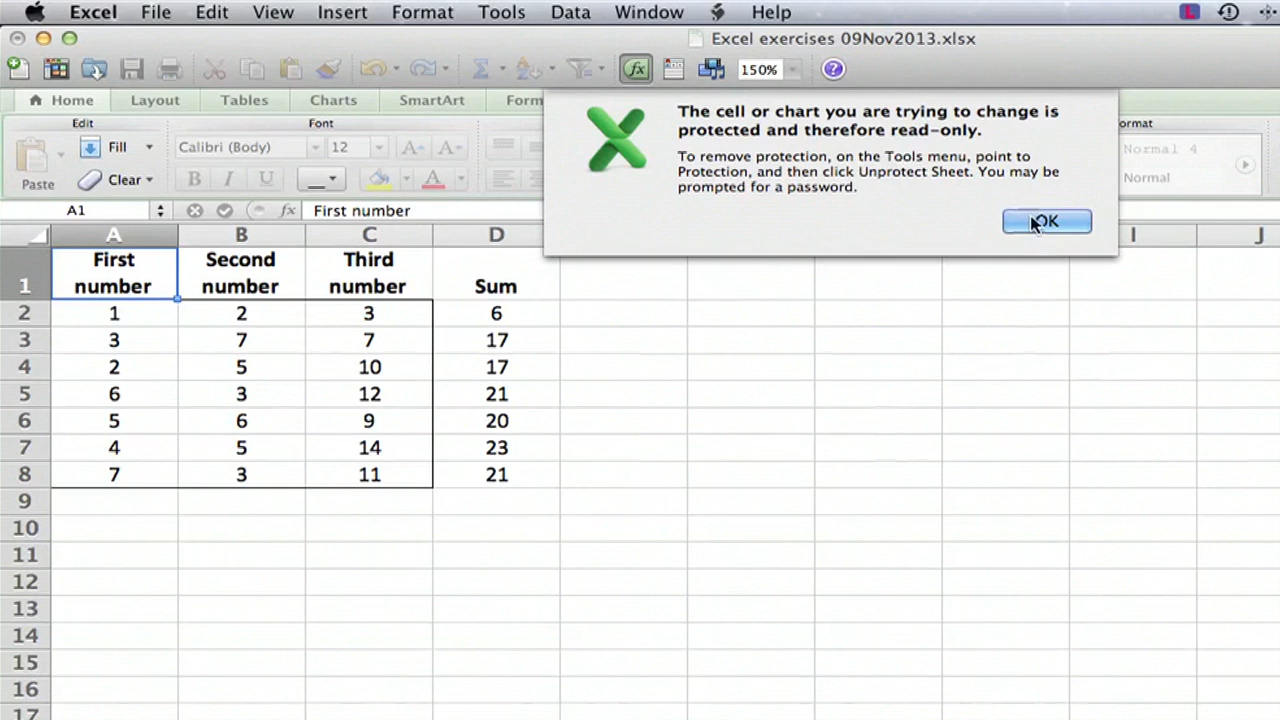 Excel File Edit View Insert Format Tools Data Window Help
Excel exercises 09Nov2013.xlsx
fx 150% ?
Home Layout Tables Charts SmartArt Form
Edit Font ormat
Fill Calibri (Body) 12 A A Normal 4
Paste Clear B I U A Normal
The cell or chart you are trying to change is
protected and therefore read-only.
To remove protection, on the Tools menu, point to
Protection, and then click Unprotect Sheet. You may be
prompted for a password.
OK
A1 fx First number
A B C D I J
First Second Third
1 number number number Sum
2 1 2 3 6
3 3 7 7 17
4 2 5 10 17
5 6 3 12 21
6 5 6 9 20
7 4 5 14 23
8 7 3 11 21
9
10
11
12
13
14
15
16
17